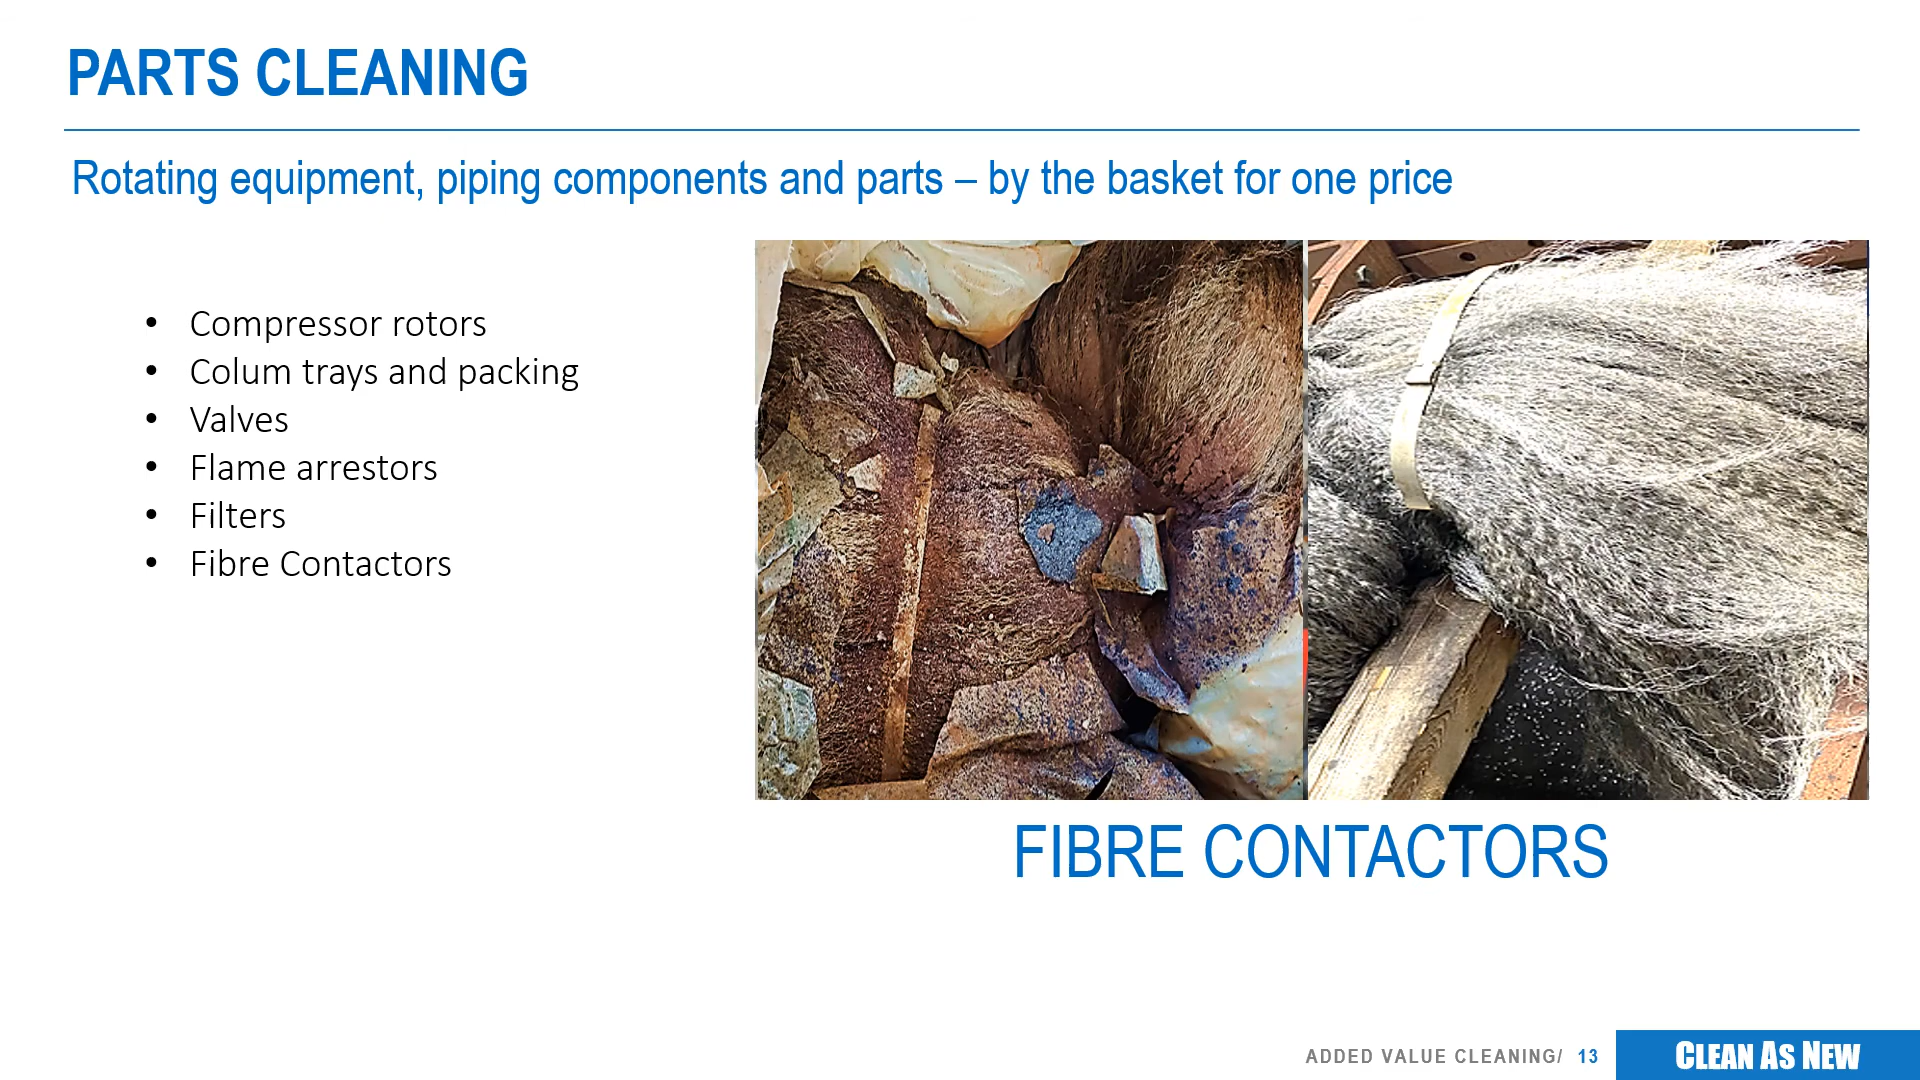 PARTS CLEANING
Rotating equipment, piping components and parts – by the basket for one price
• Compressor rotors
• Colum trays and packing
• Valves
• Flame arrestors
• Filters
• Fibre Contactors
FIBRE CONTACTORS
ADDED VALUE CLEANING/ 13
CLEAN AS NEW